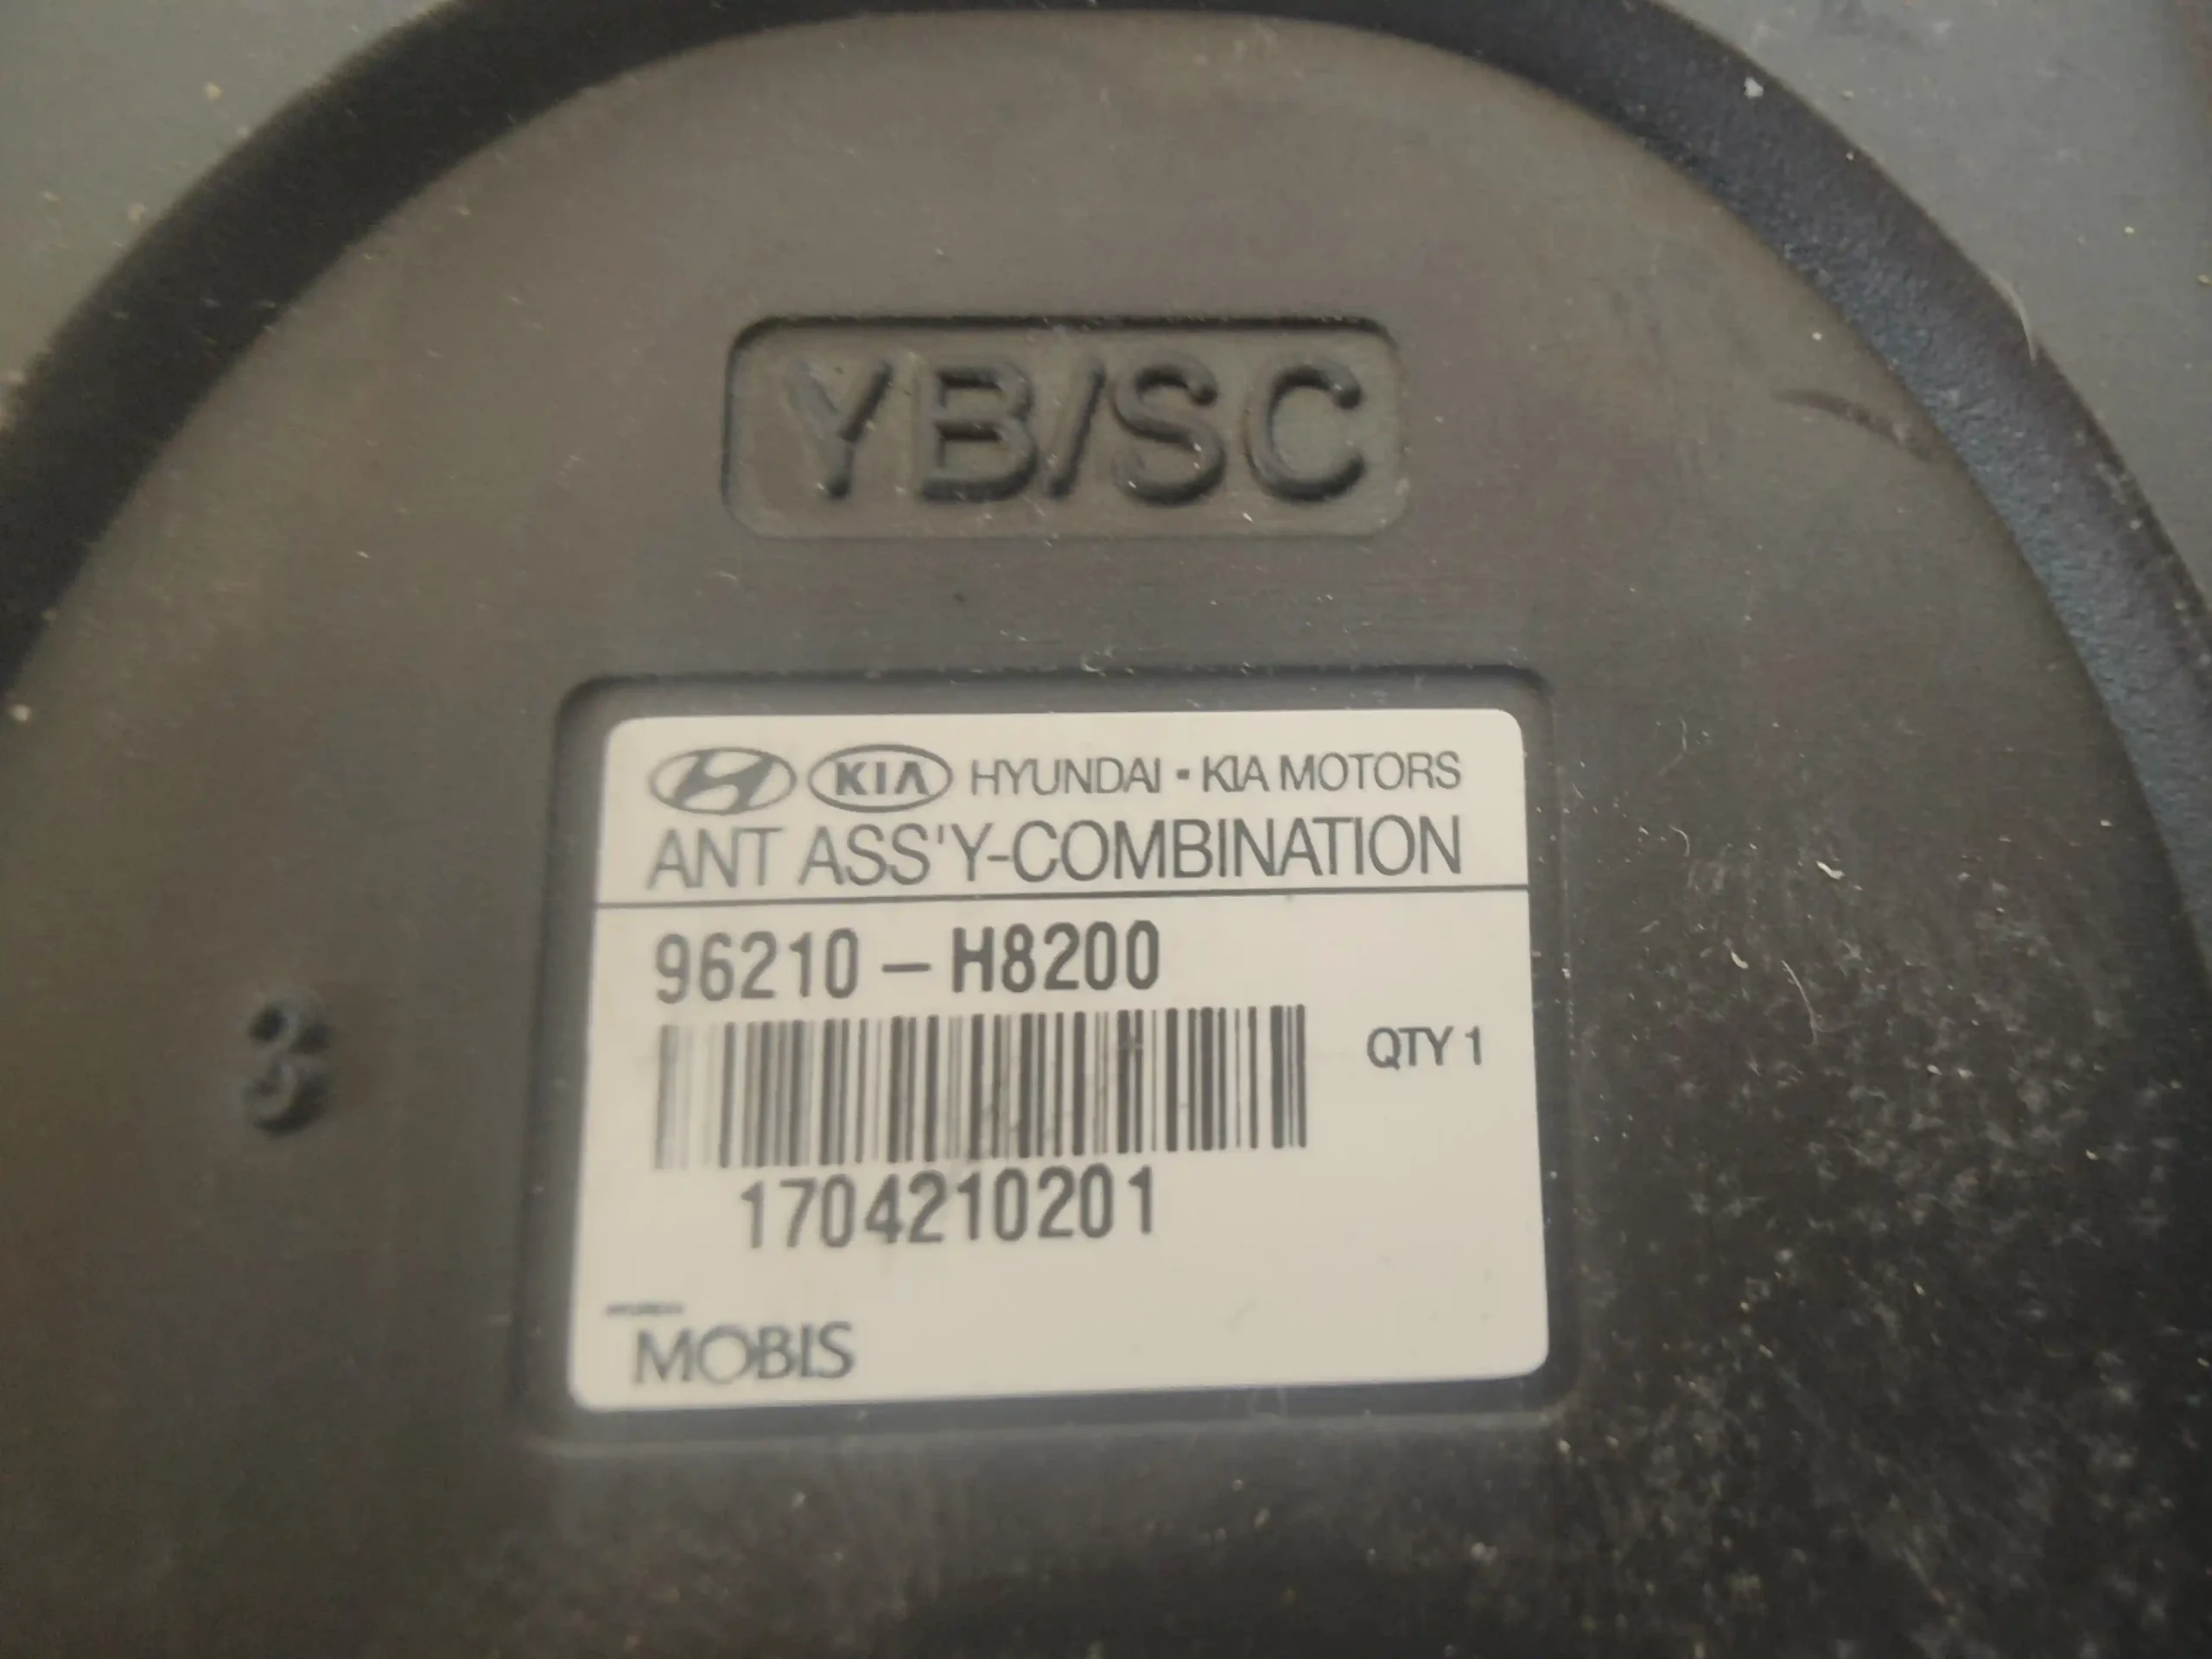 YB/SC
KIA HYUNDAI · KIA MOTORS
ANT ASS'Y-COMBINATION
96210 – H8200
QTY 1
1704210201
MOBIS
3